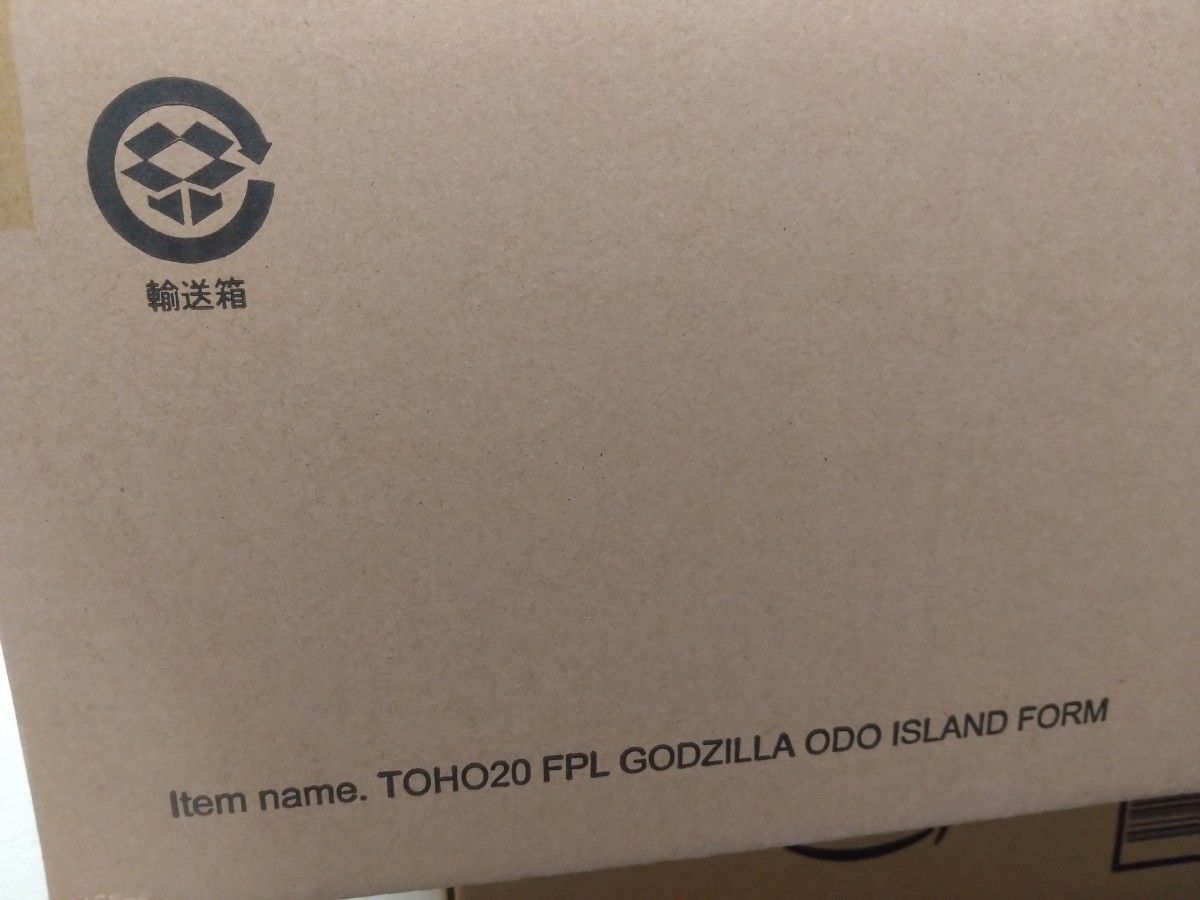 輸送箱
Item name. TOHO20 FPL GODZILLA ODO ISLAND FORM